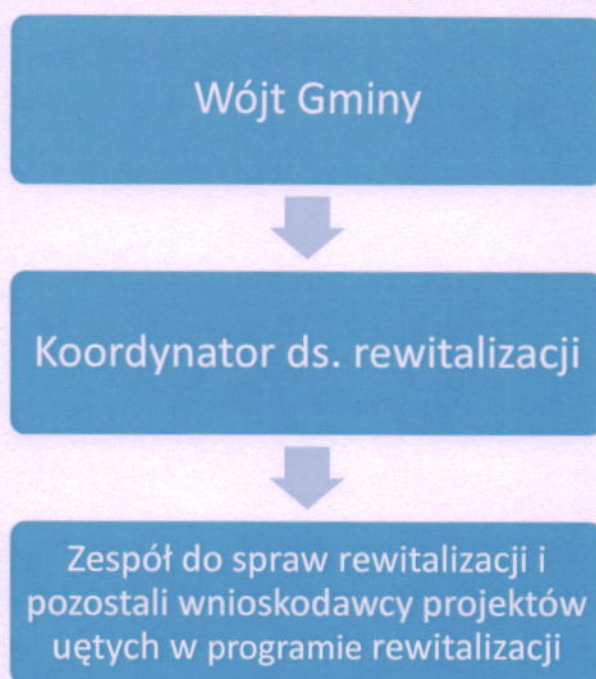 Wójt Gminy
Koordynator ds. rewitalizacji
Zespół do spraw rewitalizacji i
pozostali wnioskodawcy projektów
uętych w programie rewitalizacji